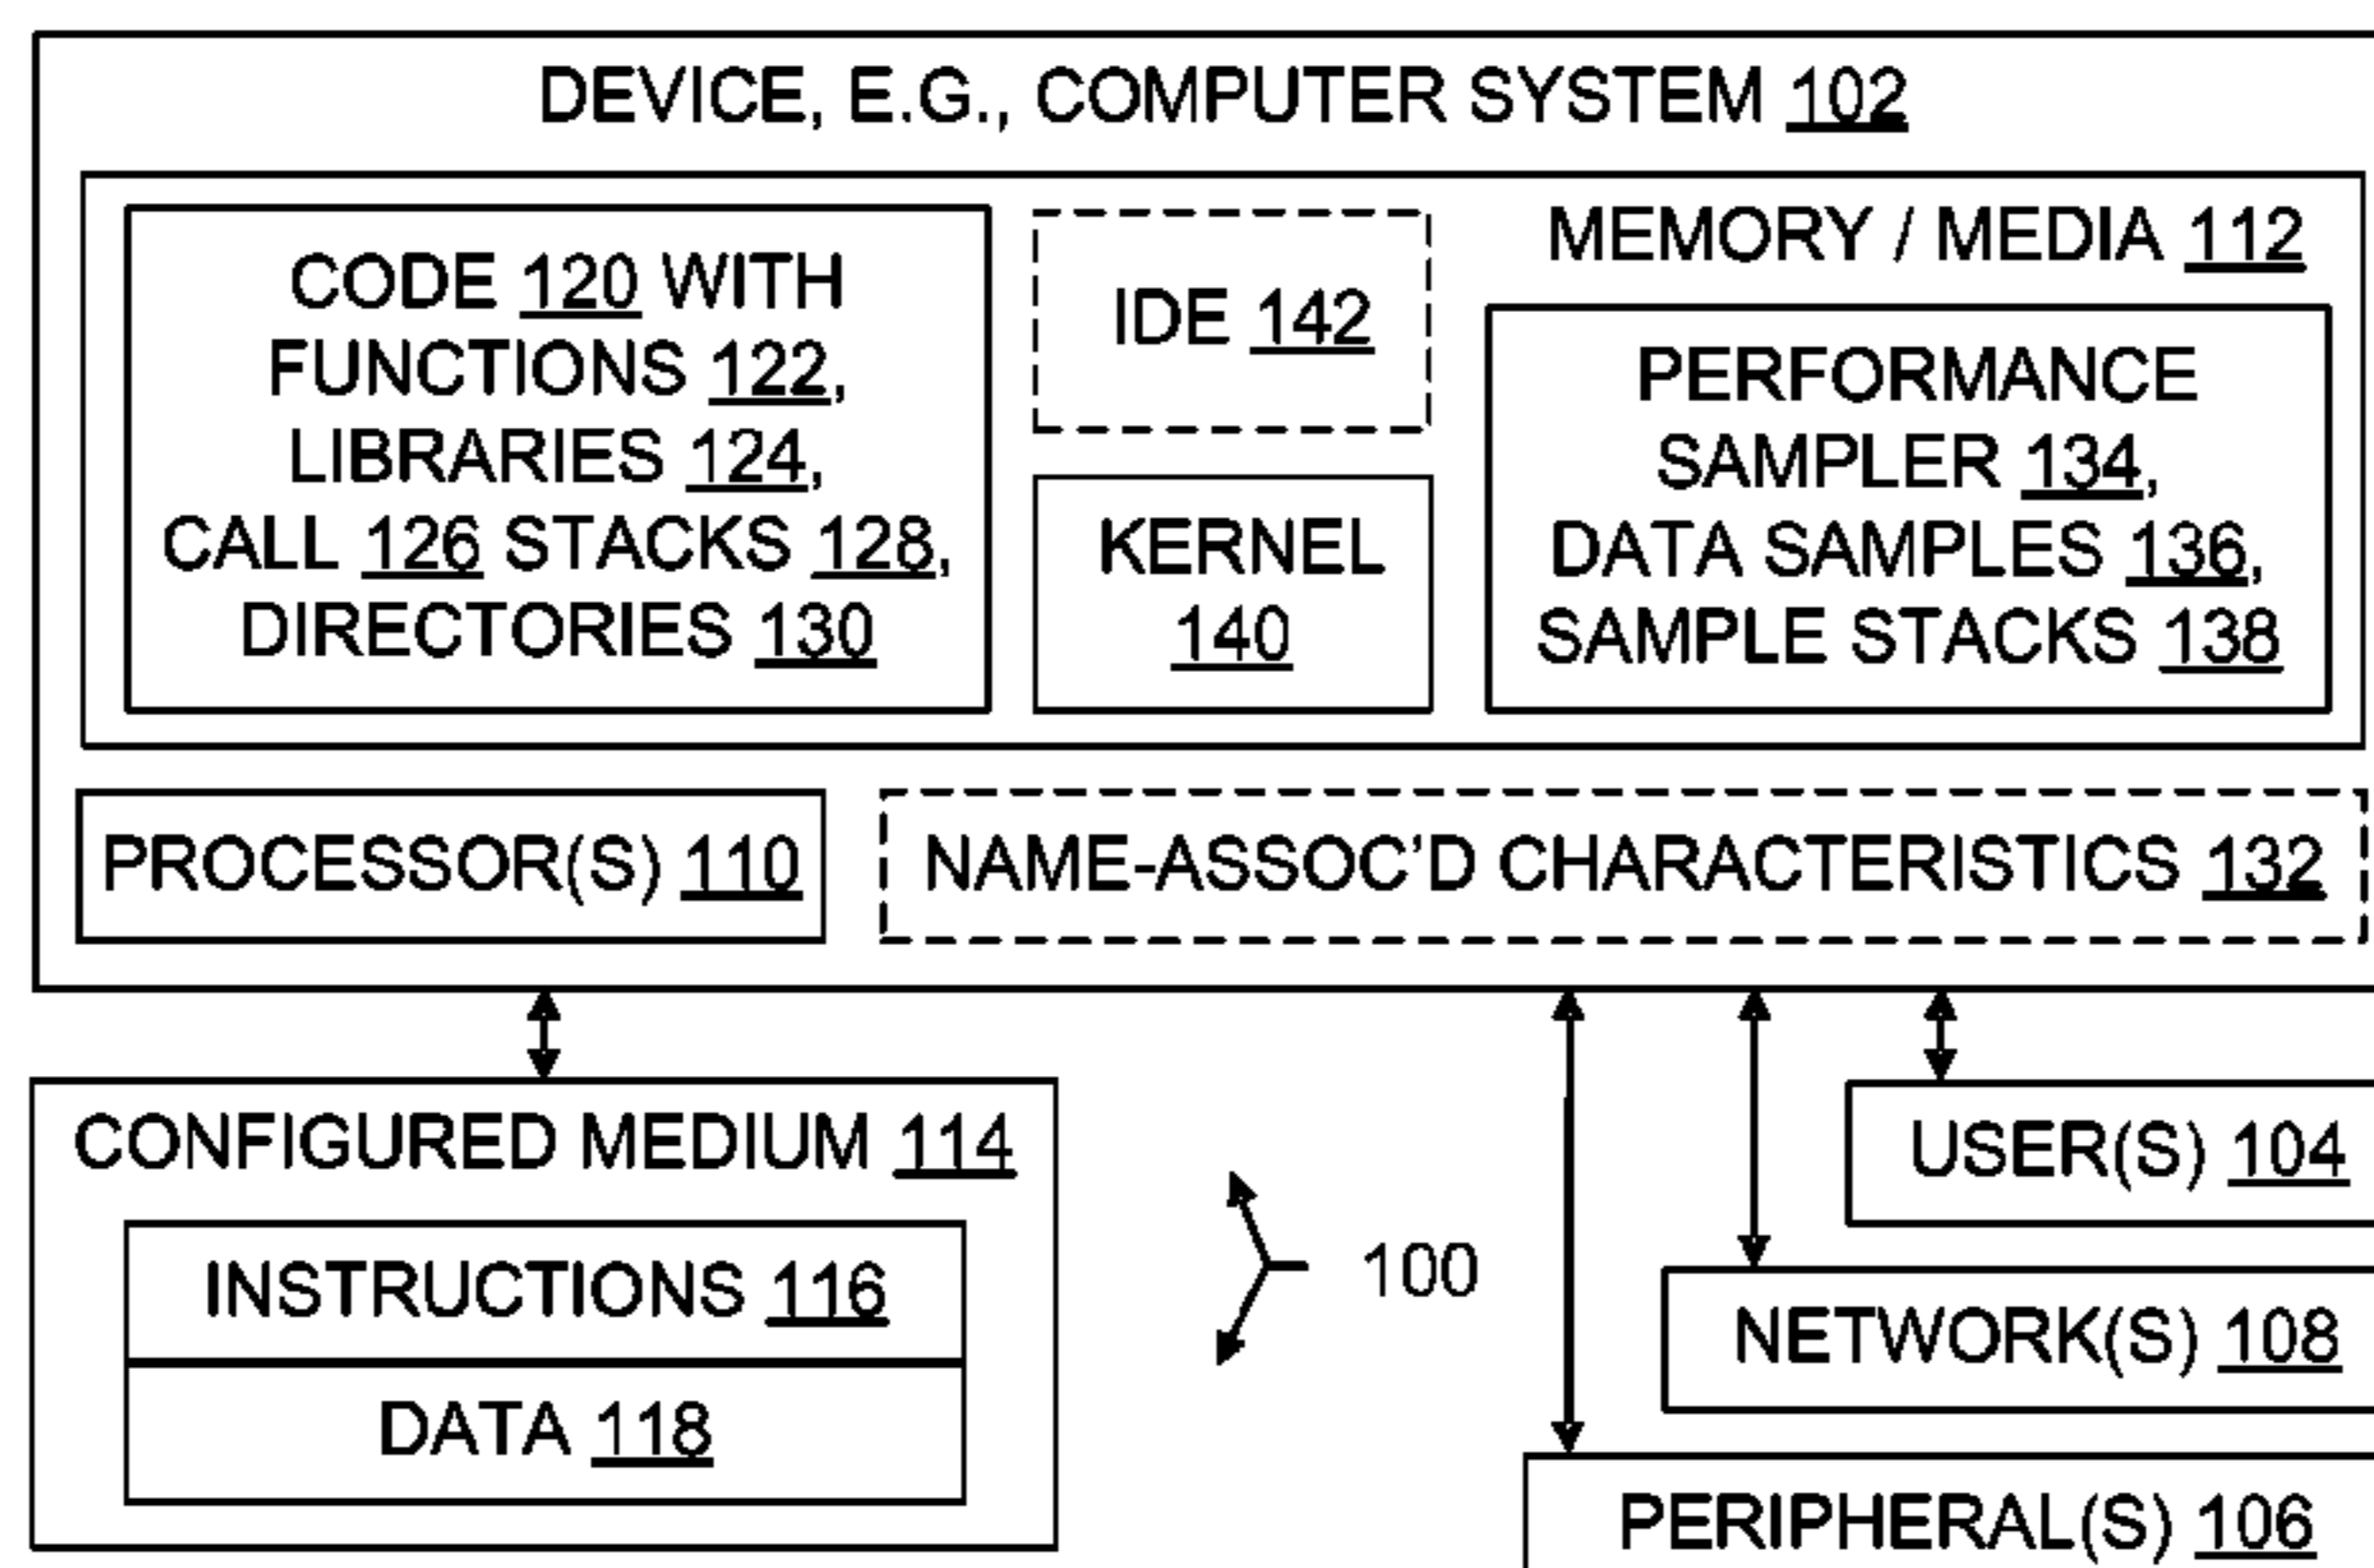 DEVICE, E.G., COMPUTER SYSTEM 102
CODE 120 WITH
FUNCTIONS 122,
LIBRARIES 124,
CALL 126 STACKS 128,
DIRECTORIES 130
IDE 142
KERNEL
140
MEMORY / MEDIA 112
PERFORMANCE
SAMPLER 134,
DATA SAMPLES 136,
SAMPLE STACKS 138
PROCESSOR(S) 110
NAME-ASSOC'D CHARACTERISTICS 132
CONFIGURED MEDIUM 114
INSTRUCTIONS 116
DATA 118
100
USER(S) 104
NETWORK(S) 108
PERIPHERAL(S) 106